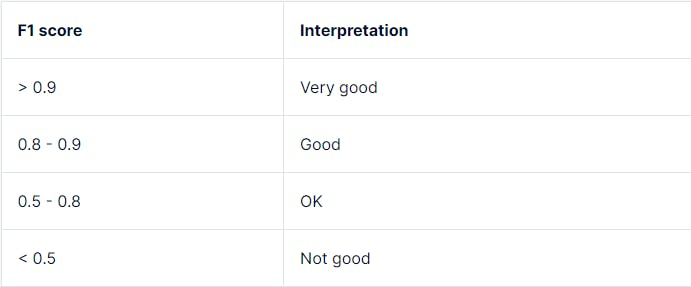 F1 score Interpretation
> 0.9 Very good
0.8 - 0.9 Good
0.5 - 0.8 OK
< 0.5 Not good